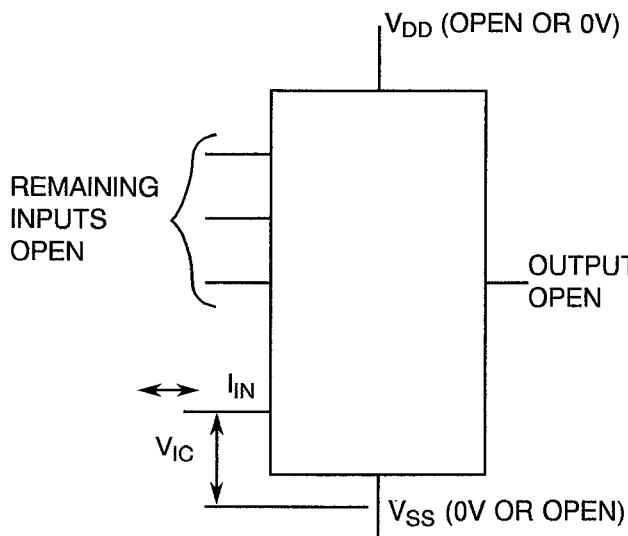 VDD (OPEN OR 0V)
REMAINING
INPUTS
OPEN
OUTPUT
OPEN
IIN
VIC
VSS (0V OR OPEN)